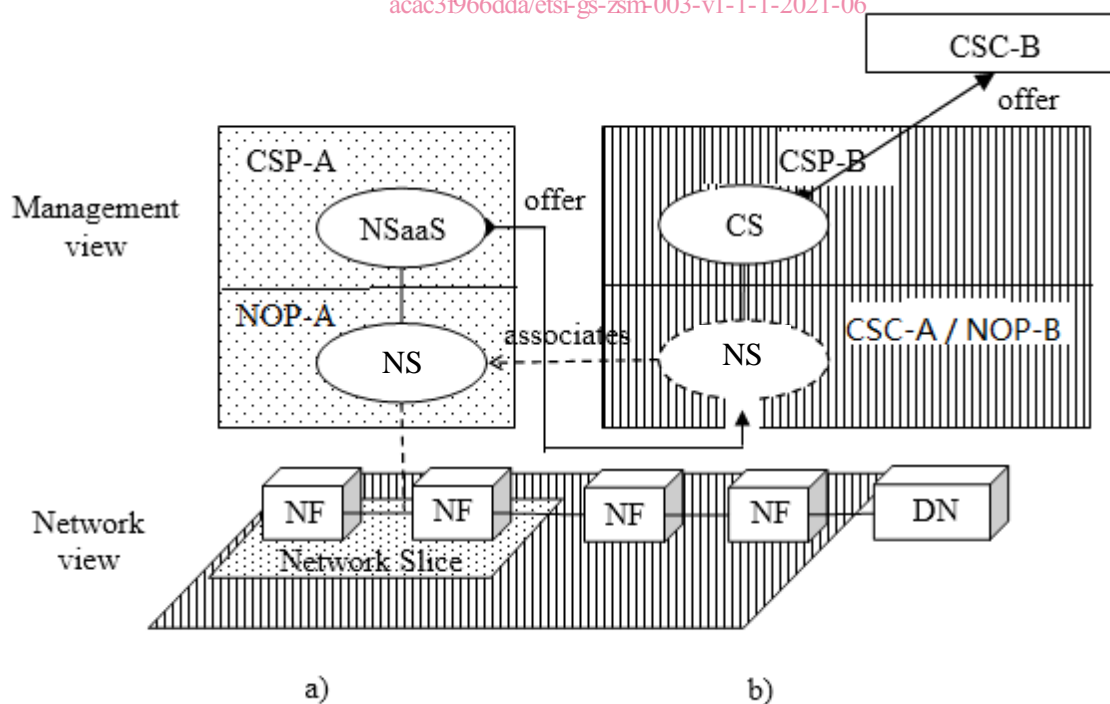 acac3f966dda/etsi-gs-zsm-003-v1-1-1-2021-06
CSC-B
offer
CSP-A
CSP-B
Management
view
NSaaS
offer
CS
NOP-A
CSC-A / NOP-B
associates
NS
NS
Network
view
NF
NF
NF
NF
DN
Network Slice
a)
b)